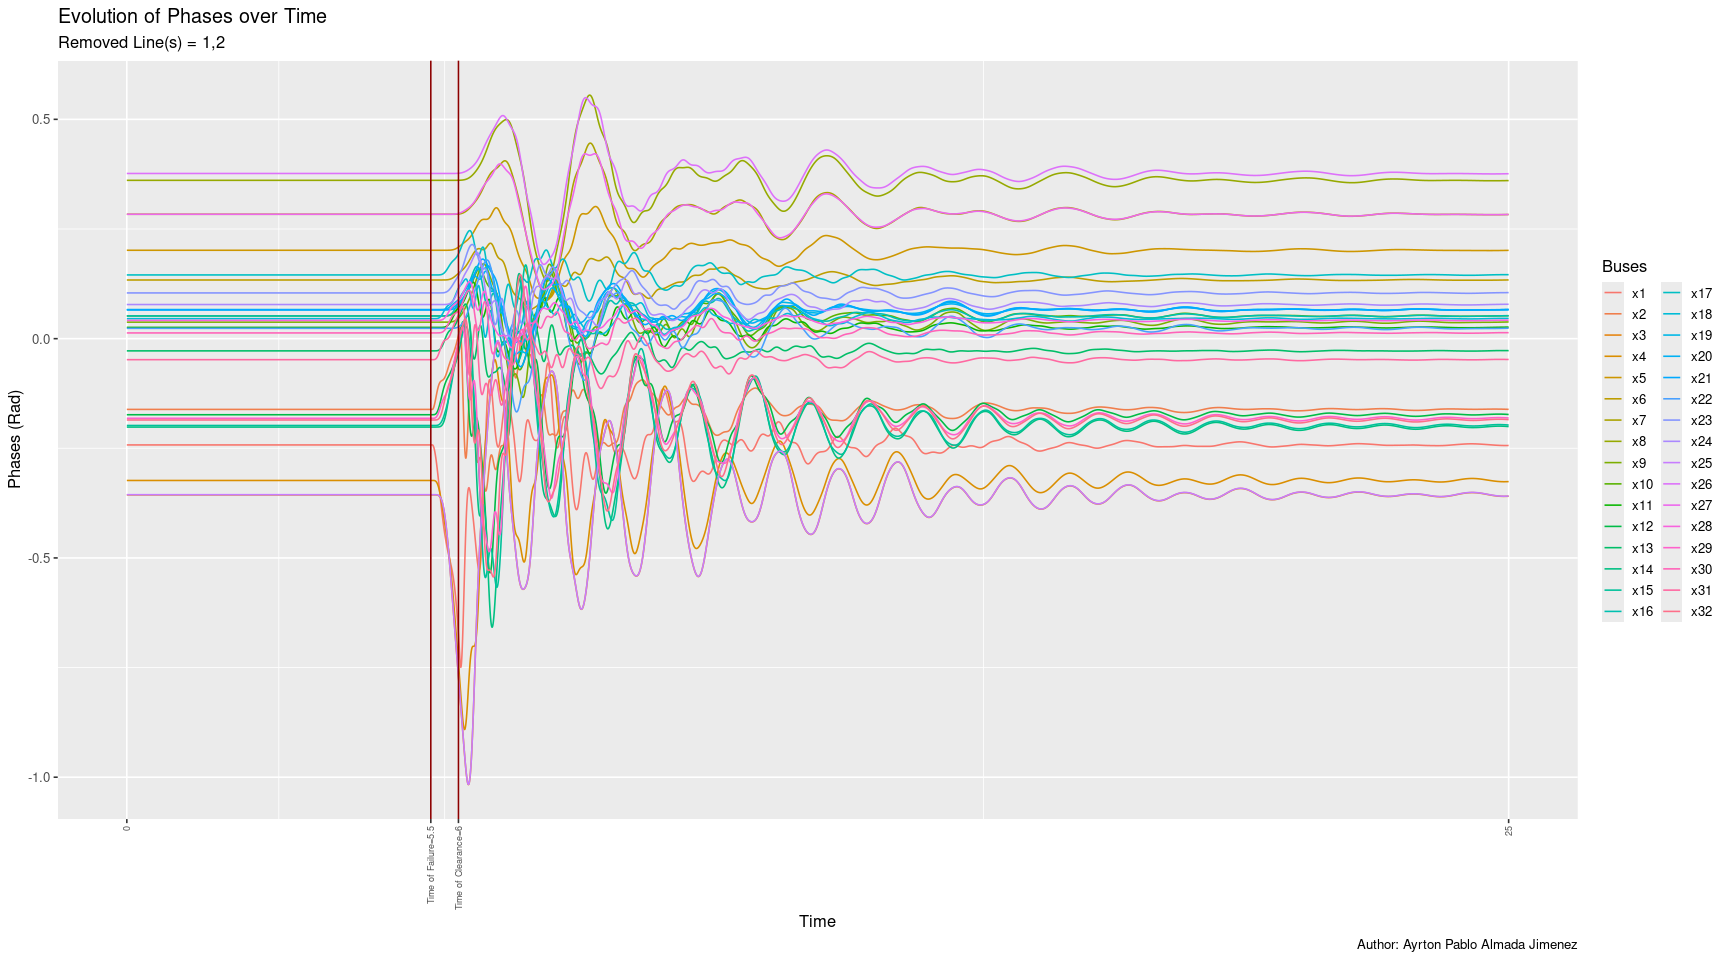 Evolution of Phases over Time
Removed Line(s) = 1,2
Phases (Rad)
0.5
0.0
-0.5
-1.0
0
Time of Failure=5.5
Time of Clearance=6
25
Time
Buses
x1
x2
x3
x4
x5
x6
x7
x8
x9
x10
x11
x12
x13
x14
x15
x16
x17
x18
x19
x20
x21
x22
x23
x24
x25
x26
x27
x28
x29
x30
x31
x32
Author: Ayrton Pablo Almada Jimenez